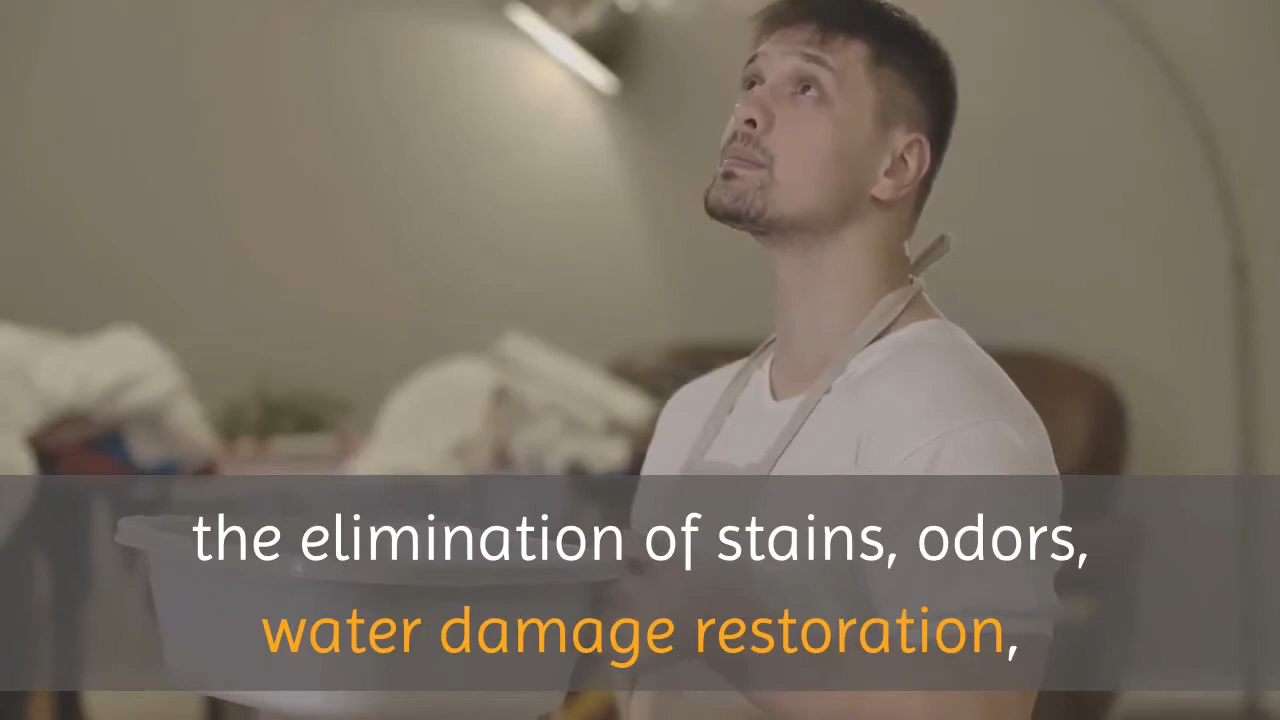 the elimination of stains, odors,
water damage restoration,